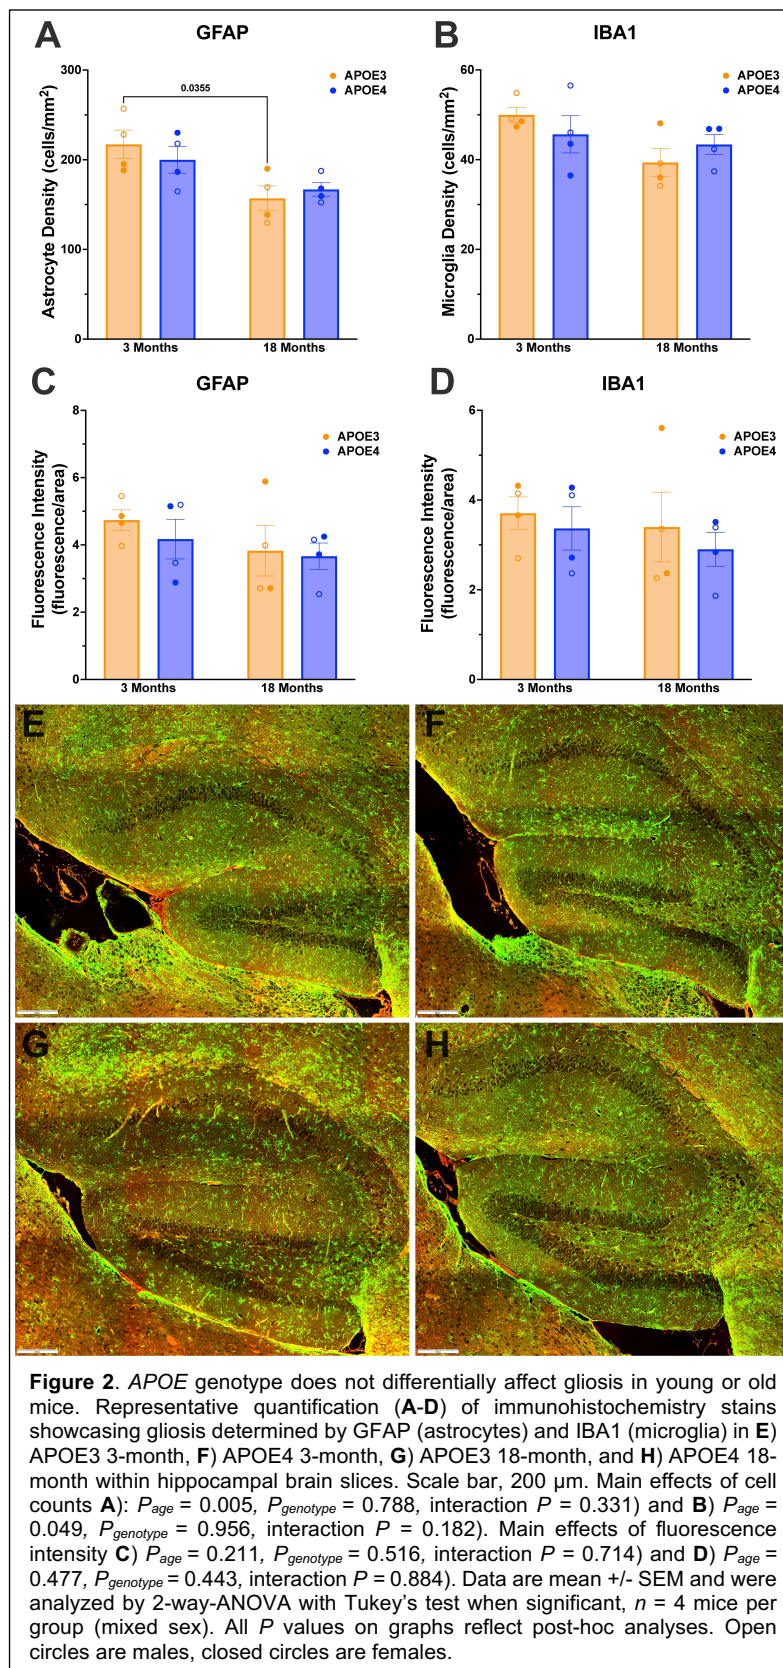 A
GFAP
Astrocyte Density (cells/mm²)
300
200
100
0
0.0355
APOE3
APOE4
3 Months
18 Months
B
IBA1
Microglia Density (cells/mm²)
60
40
20
0
APOE3
APOE4
3 Months
18 Months
C
GFAP
Fluorescence Intensity
(fluorescence/area)
8
6
4
2
0
APOE3
APOE4
3 Months
18 Months
D
IBA1
Fluorescence Intensity
(fluorescence/area)
6
4
2
0
APOE3
APOE4
3 Months
18 Months
E
F
G
H
Figure 2. APOE genotype does not differentially affect gliosis in young or old
mice. Representative quantification (A-D) of immunohistochemistry stains
showcasing gliosis determined by GFAP (astrocytes) and IBA1 (microglia) in E)
APOE3 3-month, F) APOE4 3-month, G) APOE3 18-month, and H) APOE4 18-
month within hippocampal brain slices. Scale bar, 200 µm. Main effects of cell
counts A): Page = 0.005, Pgenotype = 0.788, interaction P = 0.331) and B) Page =
0.049, Pgenotype = 0.956, interaction P = 0.182). Main effects of fluorescence
intensity C) Page = 0.211, Pgenotype = 0.516, interaction P = 0.714) and D) Page =
0.477, Pgenotype = 0.443, interaction P = 0.884). Data are mean +/- SEM and were
analyzed by 2-way-ANOVA with Tukey's test when significant, n = 4 mice per
group (mixed sex). All P values on graphs reflect post-hoc analyses. Open
circles are males, closed circles are females.